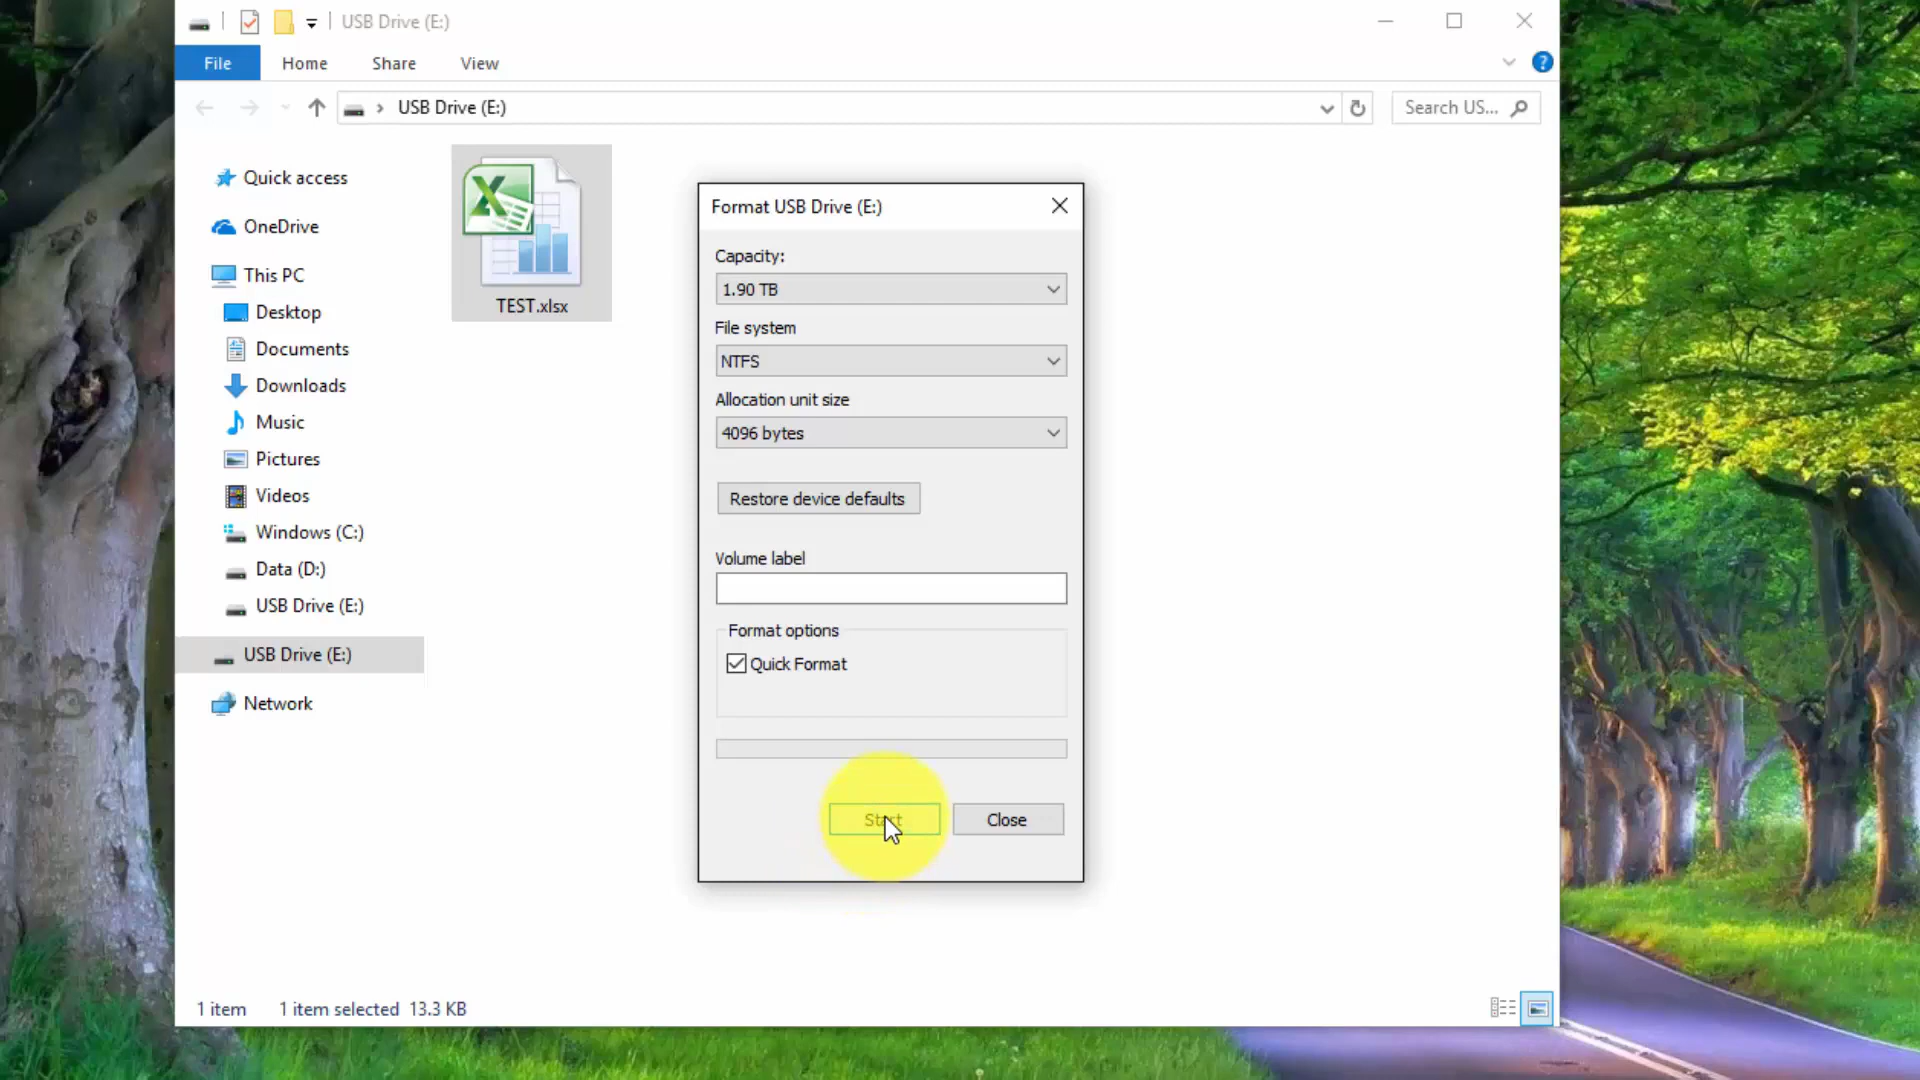 USB Drive (E:)
File
Home
Share
View
USB Drive (E:)
Search US...
Quick access
OneDrive
This PC
Desktop
Documents
Downloads
Music
Pictures
Videos
Windows (C:)
Data (D:)
USB Drive (E:)
USB Drive (E:)
Network
TEST.xlsx
Format USB Drive (E:)
Capacity:
1.90 TB
File system
NTFS
Allocation unit size
4096 bytes
Restore device defaults
Volume label
Format options
Quick Format
Start
Close
1 item
1 item selected 13.3 KB